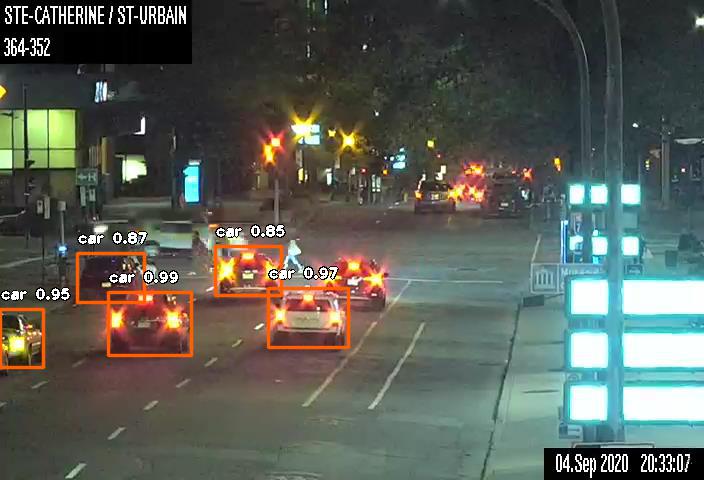 STE-CATHERINE / ST-URBAIN
364-352
car 0.87
car 0.85
car 0.99
car 0.97
car 0.95
04.Sep 2020 20:33:07